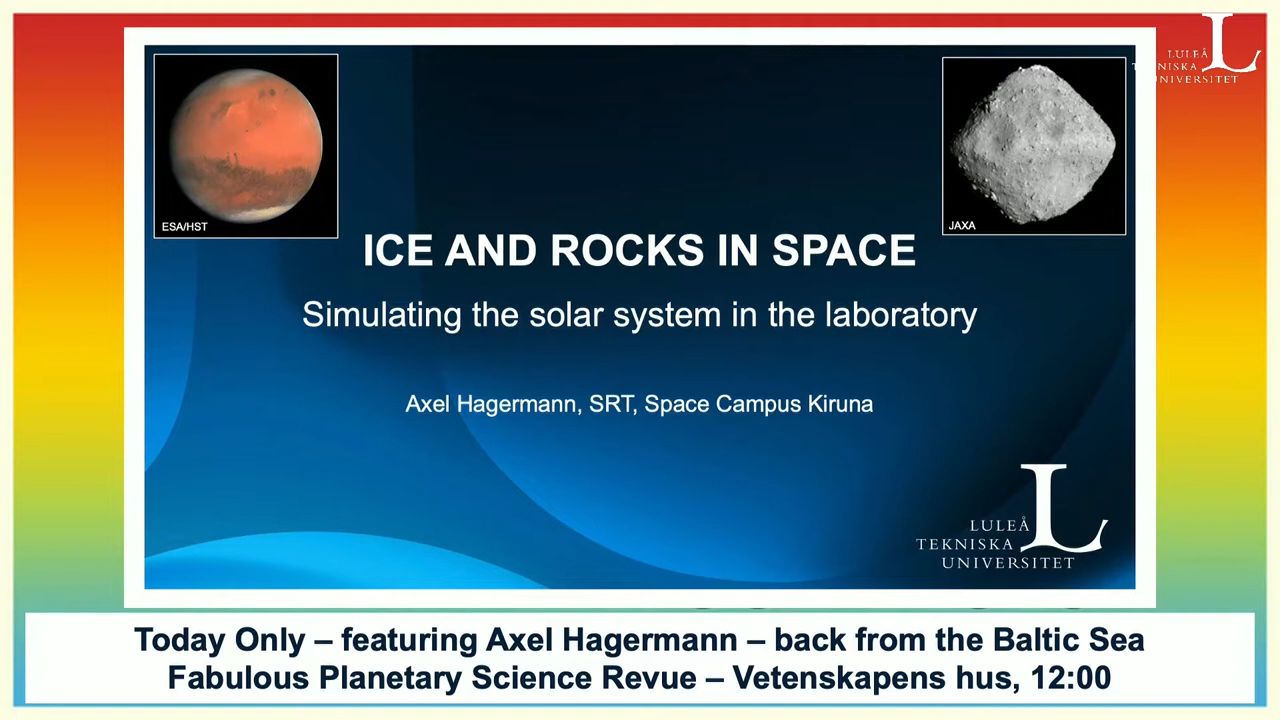 LULEÅ
TEKNISKA
UNIVERSITET
ESA/HST
JAXA
ICE AND ROCKS IN SPACE
Simulating the solar system in the laboratory
Axel Hagermann, SRT, Space Campus Kiruna
LULEÅ
TEKNISKA
UNIVERSITET
Today Only – featuring Axel Hagermann – back from the Baltic Sea
Fabulous Planetary Science Revue – Vetenskapens hus, 12:00